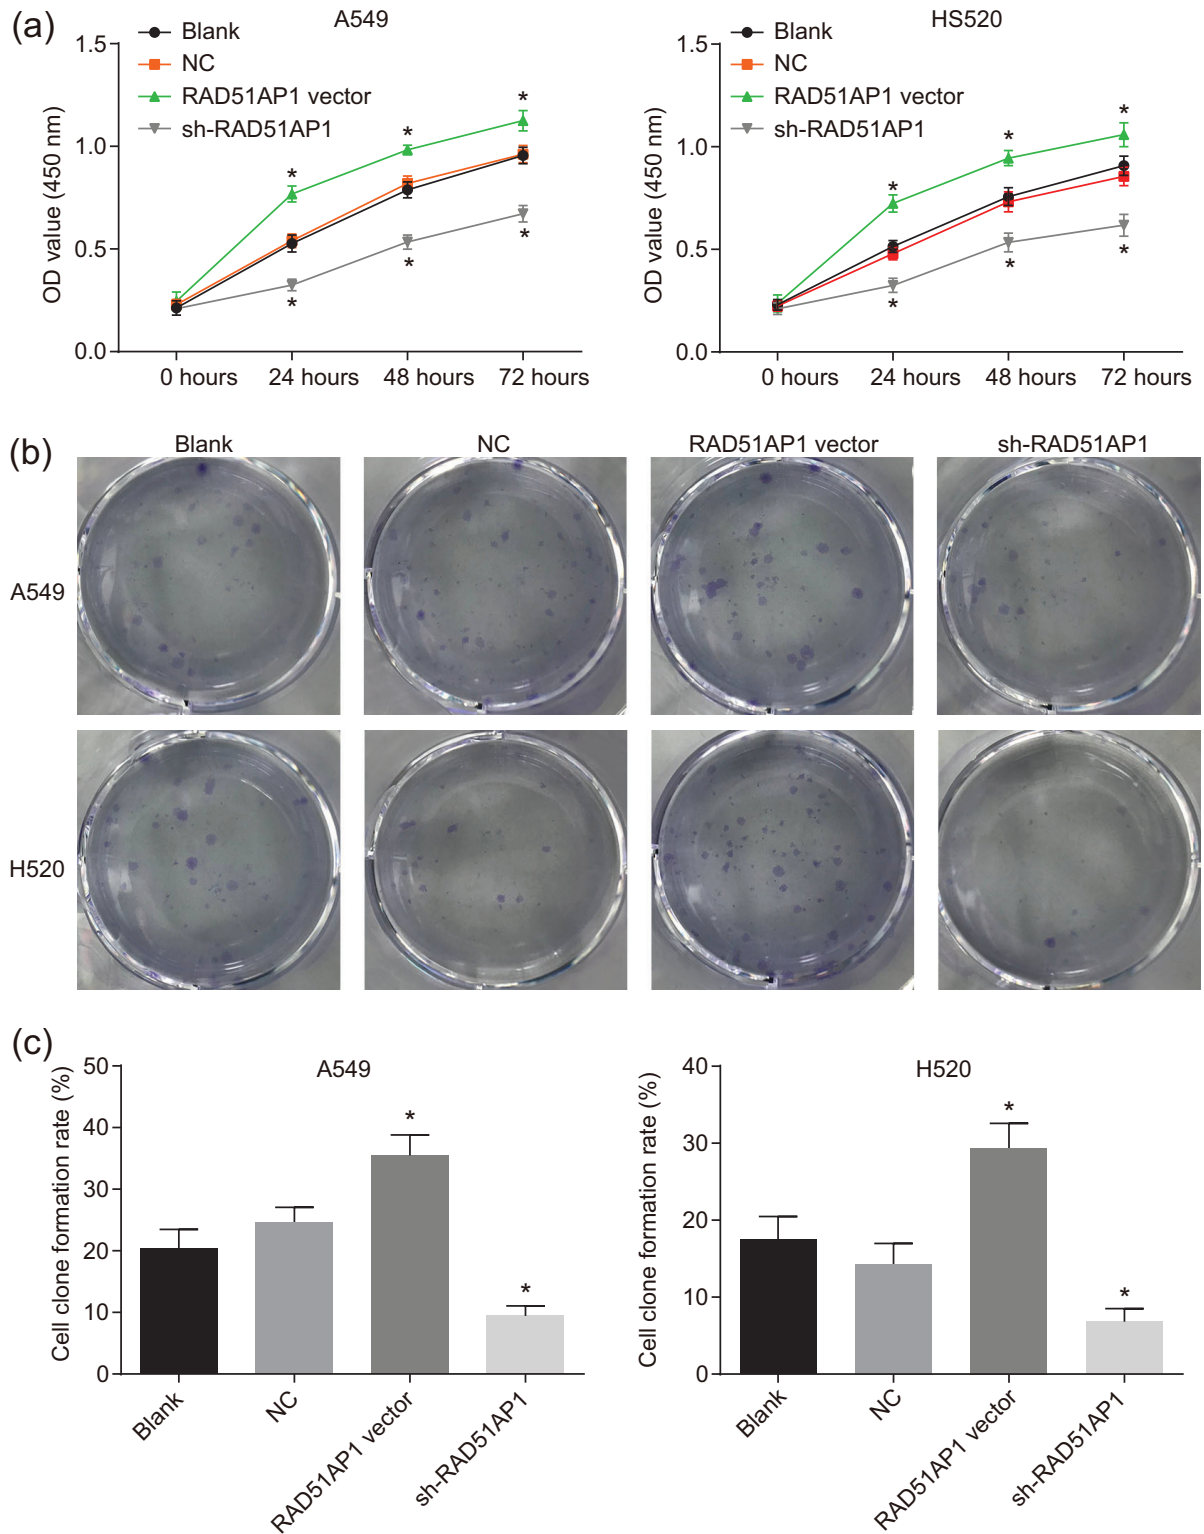 (a)
A549
Blank
NC
RAD51AP1 vector
sh-RAD51AP1
OD value (450 nm)
1.5
1.0
0.5
0.0
*
*
*
*
*
*
0 hours
24 hours
48 hours
72 hours
HS520
Blank
NC
RAD51AP1 vector
sh-RAD51AP1
OD value (450 nm)
1.5
1.0
0.5
0.0
*
*
*
*
*
*
0 hours
24 hours
48 hours
72 hours
(b)
Blank
NC
RAD51AP1 vector
sh-RAD51AP1
A549
H520
(c)
A549
Cell clone formation rate (%)
50
40
30
20
10
0
*
*
Blank
NC
RAD51AP1 vector
sh-RAD51AP1
H520
Cell clone formation rate (%)
40
30
20
10
0
*
*
Blank
NC
RAD51AP1 vector
sh-RAD51AP1